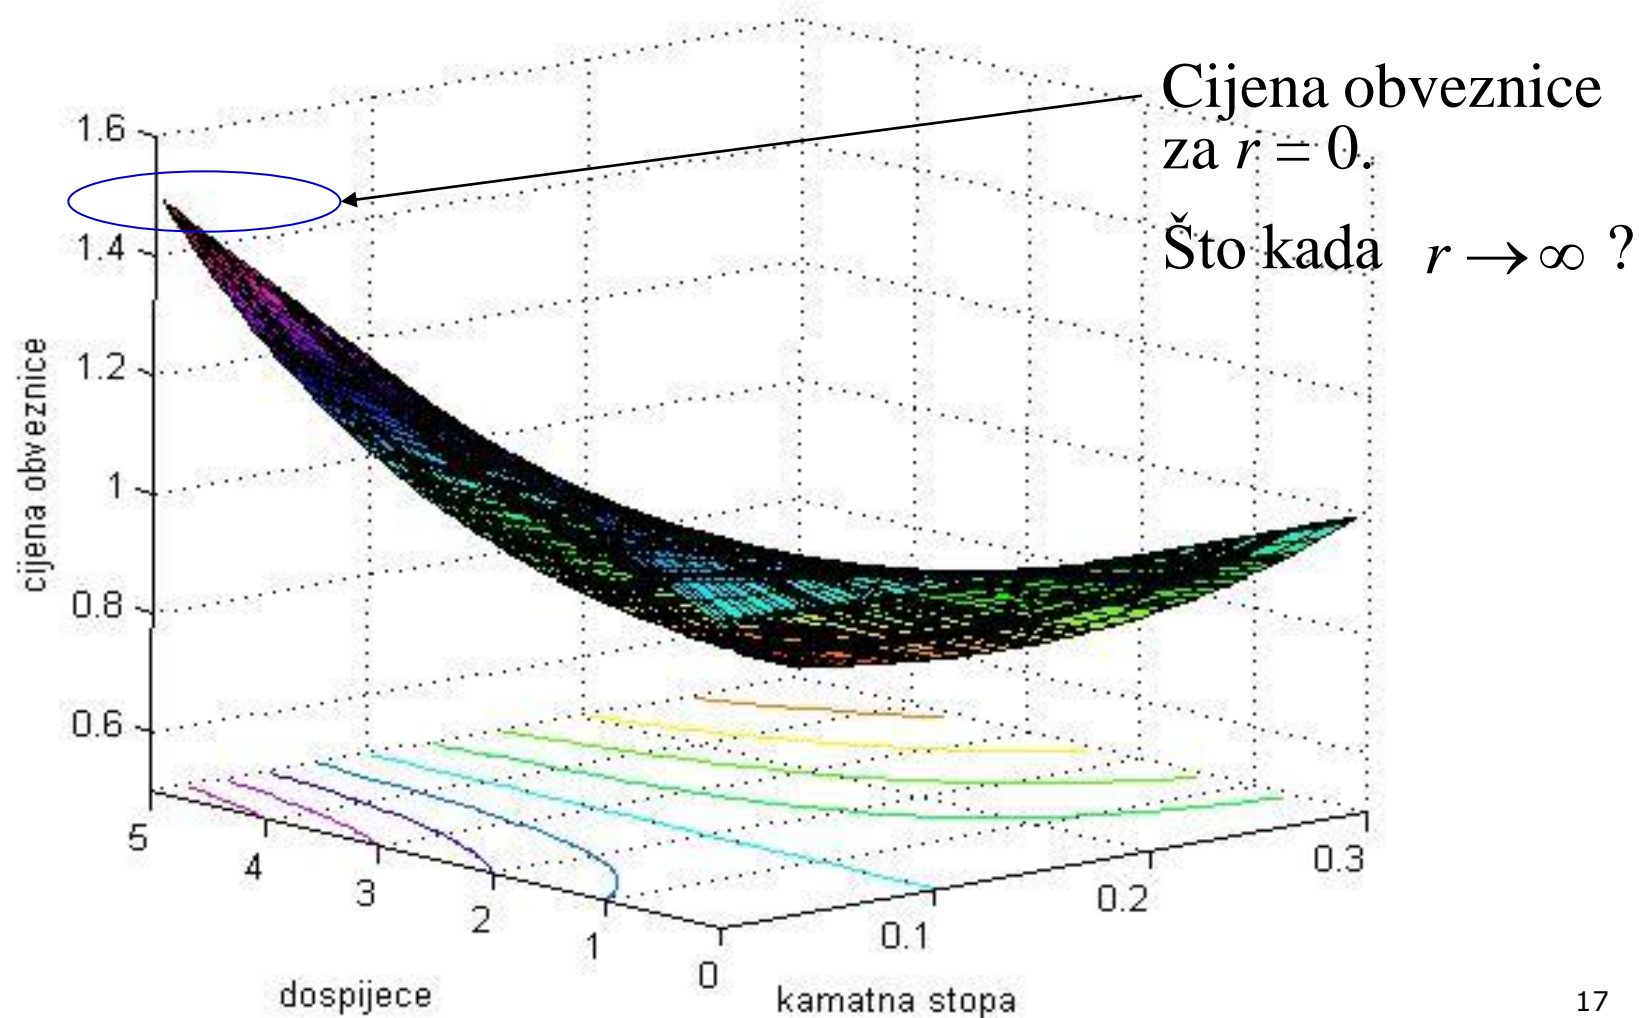 Cijena obveznice
za r = 0.
Što kada r → ∞ ?
1.6
1.4
1.2
1
0.8
0.6
cijena obveznice
5
4
3
2
1
0
dospijece
0.1
0.2
0.3
kamatna stopa
17